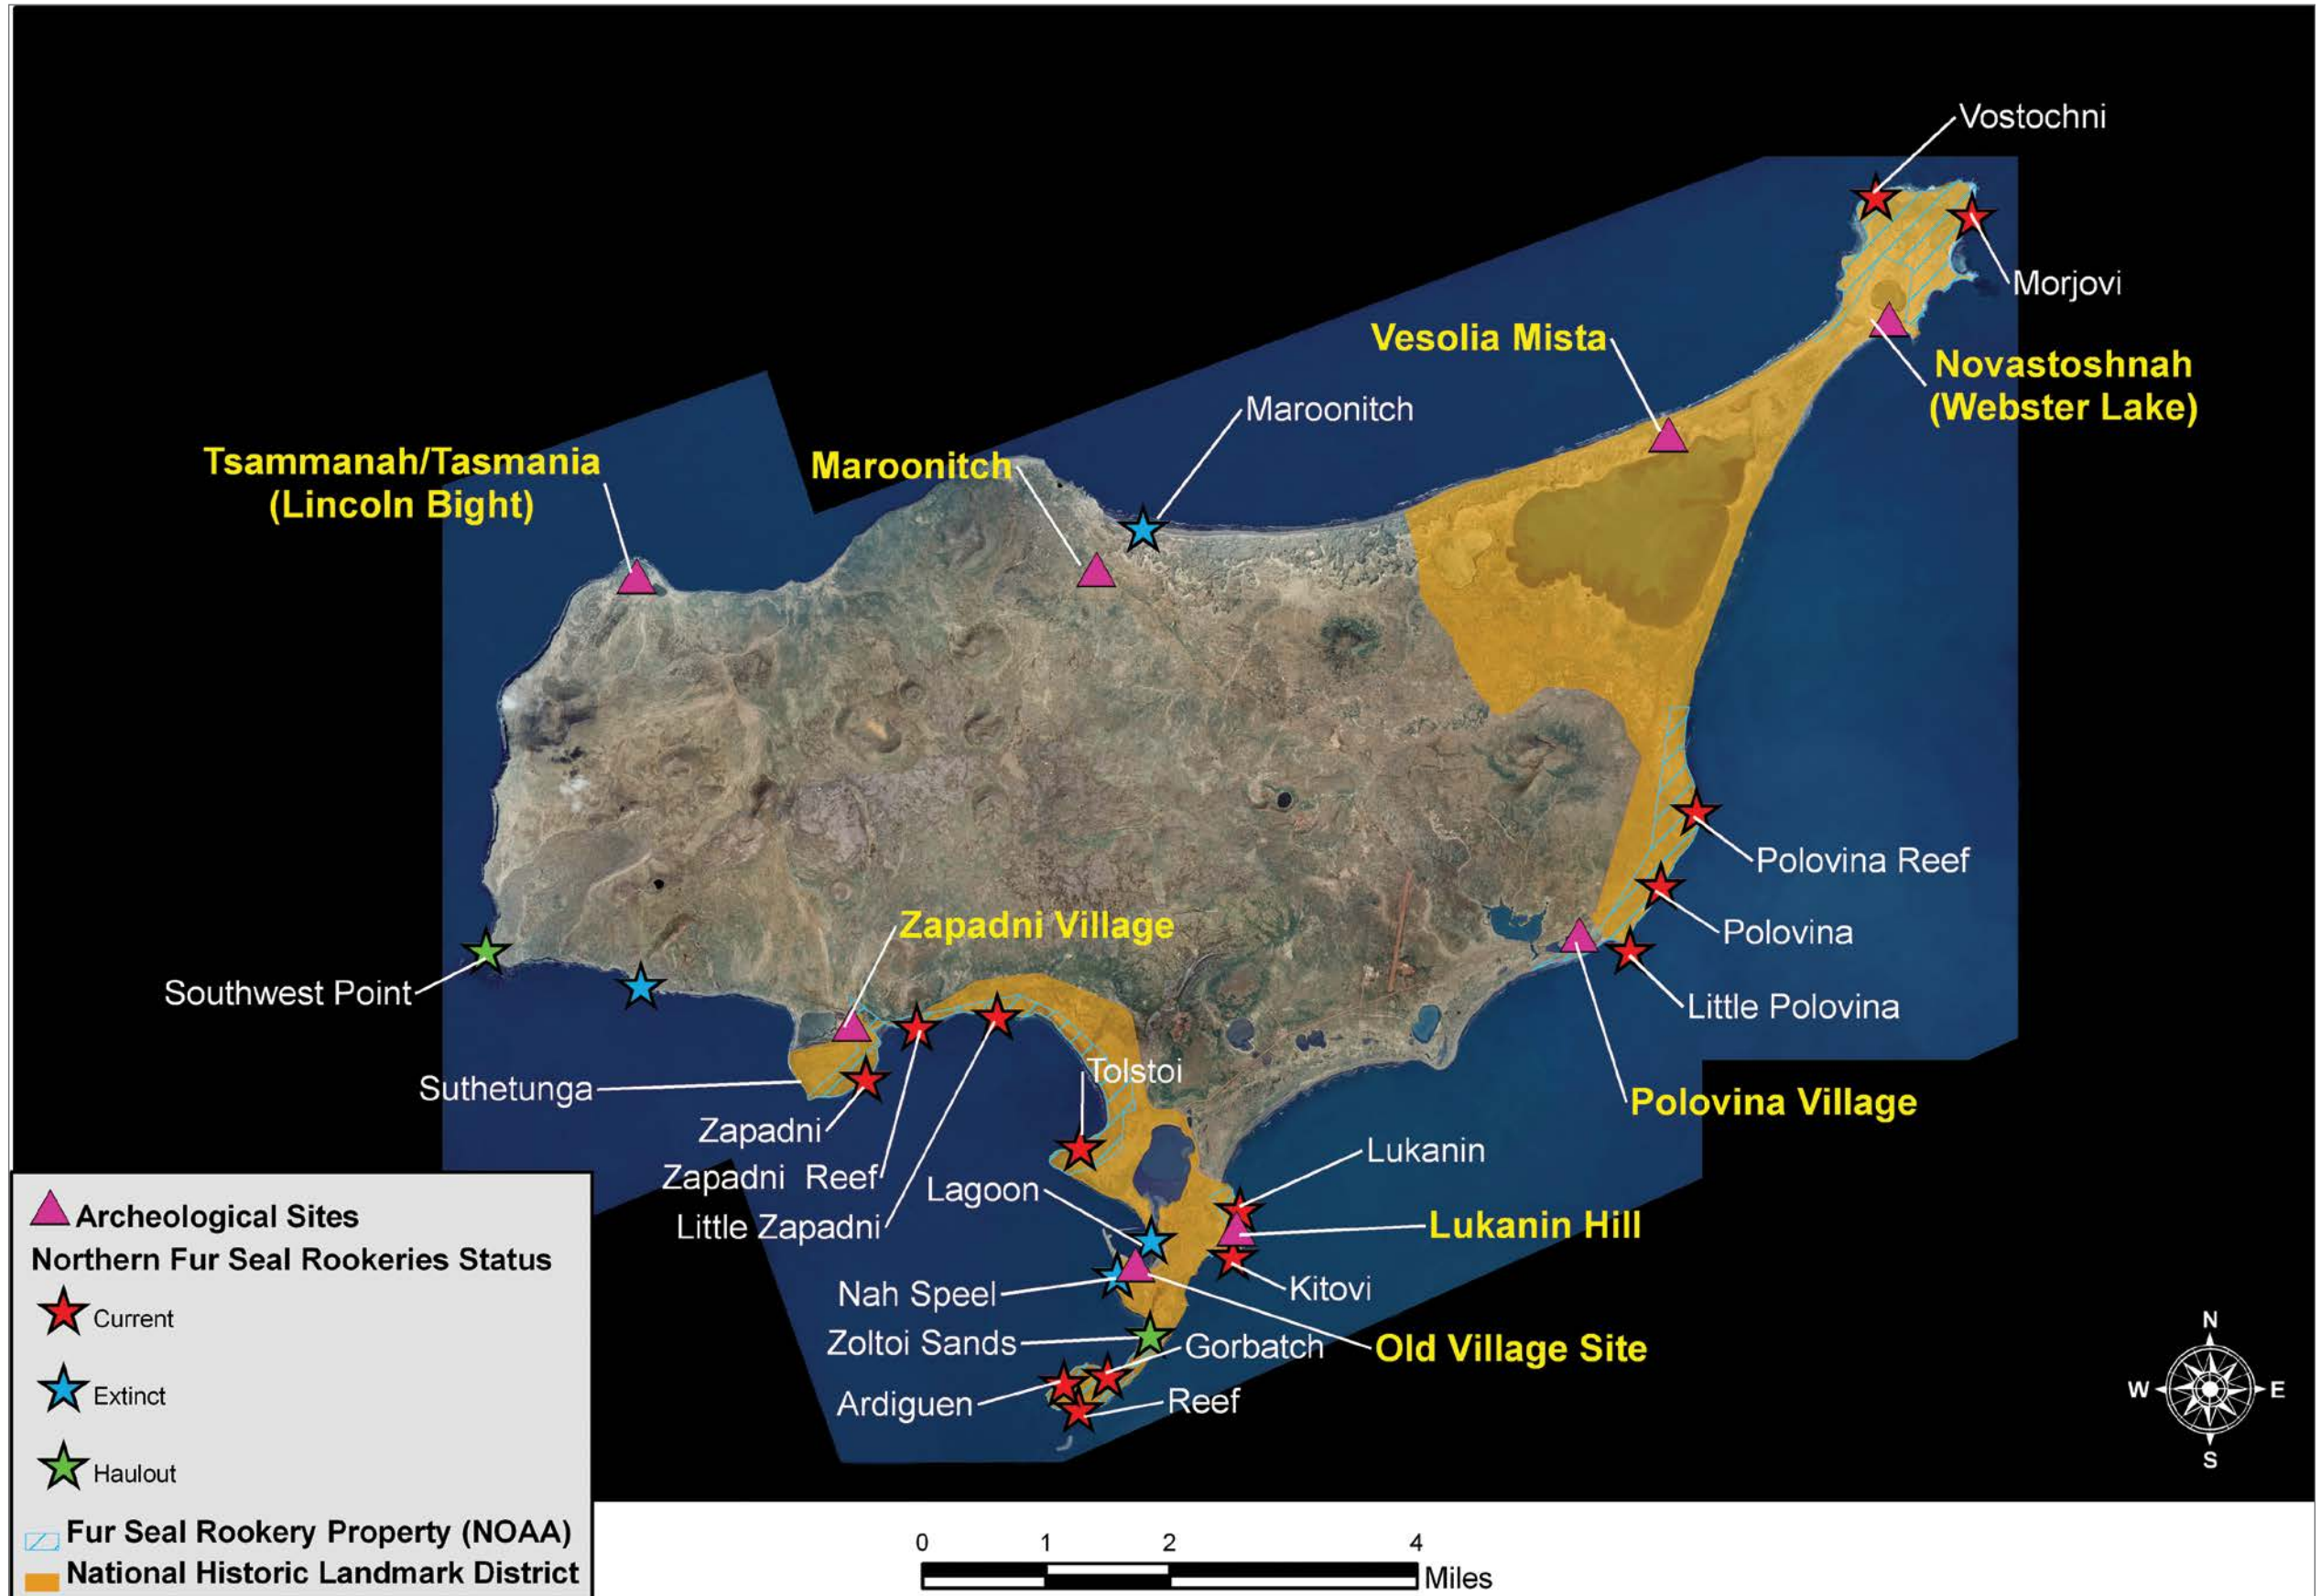 Vostochni
Morjovi
Vesolia Mista
Novastoshnah
(Webster Lake)
Maroonitch
Tsammanah/Tasmania
(Lincoln Bight)
Maroonitch
Polovina Reef
Zapadni Village
Polovina
Southwest Point
Little Polovina
Tolstoi
Suthetunga
Polovina Village
Zapadni
Lukanin
Zapadni Reef
Lagoon
Little Zapadni
Lukanin Hill
Nah Speel
Kitovi
Zoltoi Sands
Gorbatch
Old Village Site
Ardiguen
Reef
Archeological Sites
Northern Fur Seal Rookeries Status
Current
Extinct
Haulout
Fur Seal Rookery Property (NOAA)
National Historic Landmark District
N
W E
S
0 1 2 4
Miles